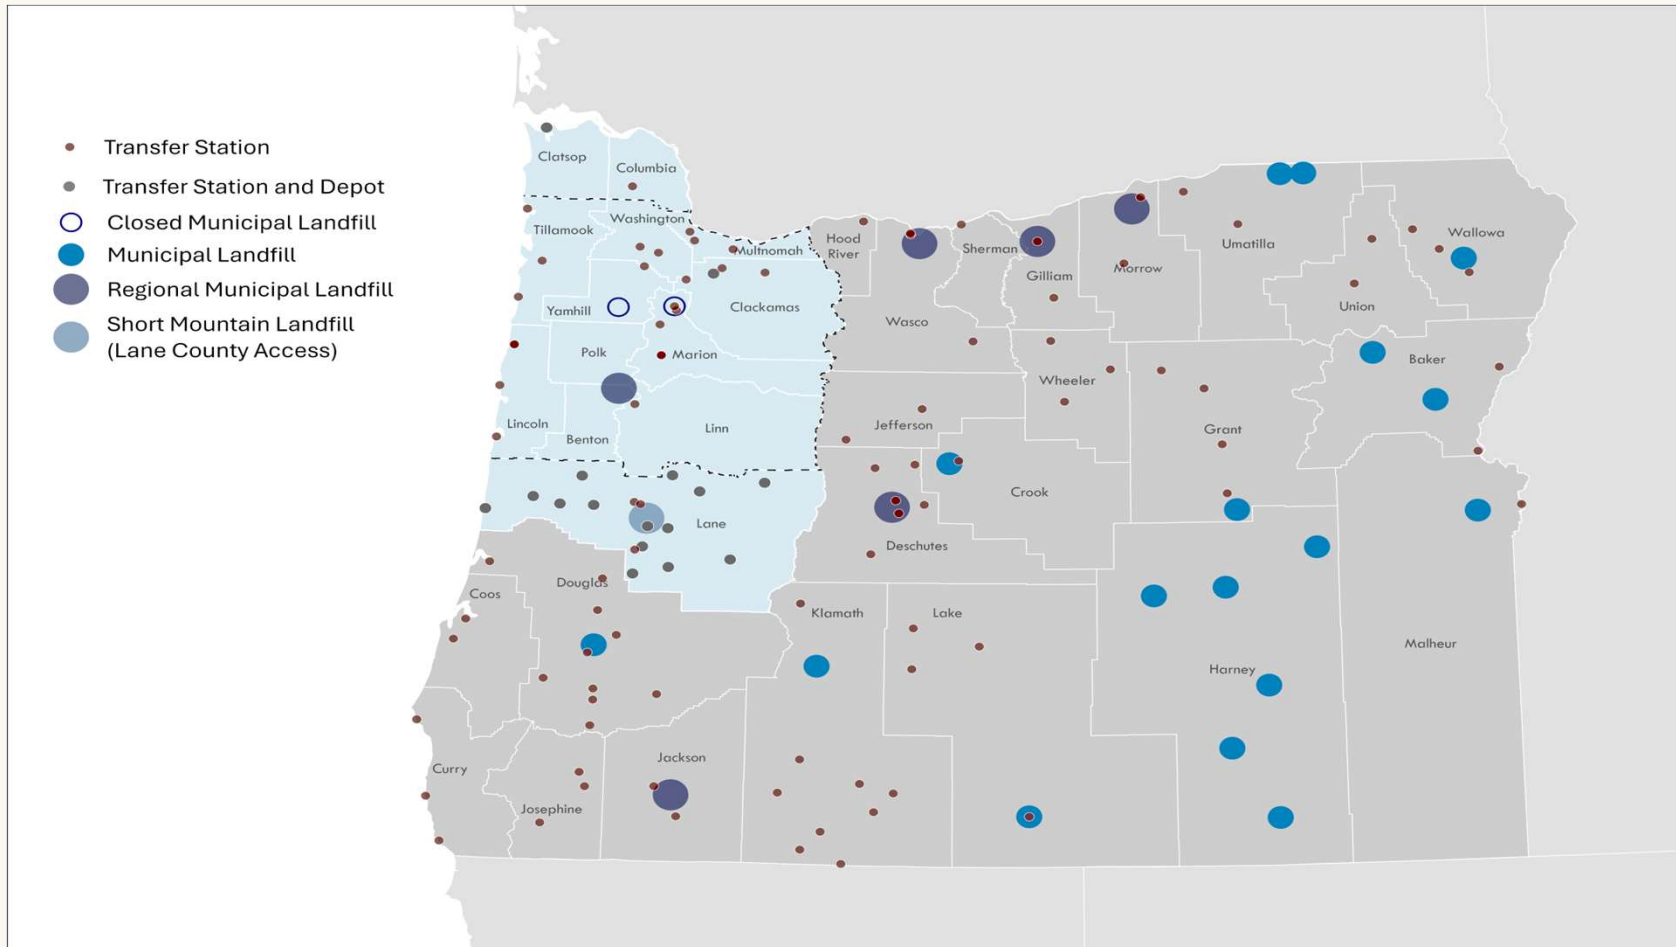 Transfer Station
Transfer Station and Depot
Closed Municipal Landfill
Municipal Landfill
Regional Municipal Landfill
Short Mountain Landfill
(Lane County Access)
Clatsop
Columbia
Washington
Tillamook
Multnomah
Hood
River
Sherman
Gilliam
Morrow
Umatilla
Wallowa
Union
Yamhill
Clackamas
Wasco
Polk
Marion
Wheeler
Baker
Lincoln
Benton
Linn
Jefferson
Grant
Crook
Lane
Deschutes
Douglas
Coos
Klamath
Lake
Harney
Malheur
Curry
Josephine
Jackson